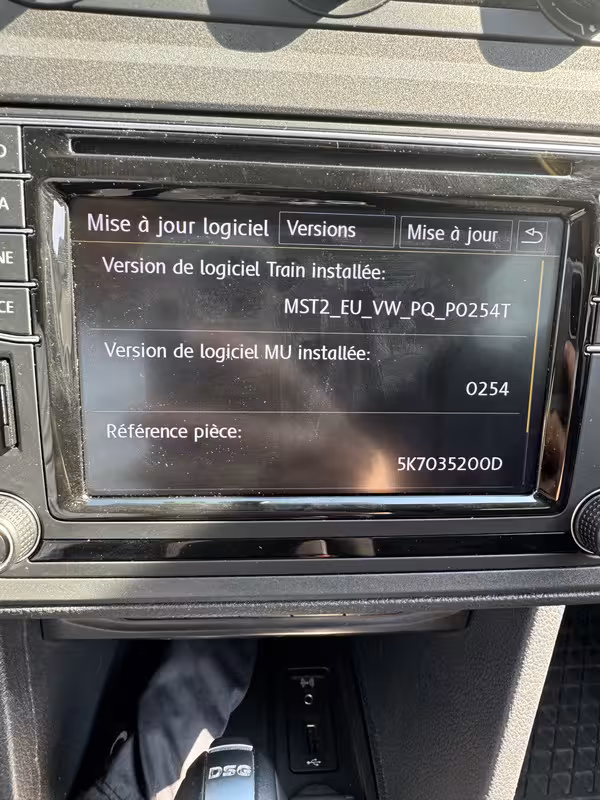 Mise à jour logiciel Versions Mise à jour
Version de logiciel Train installée:
MST2_EU_VW_PQ_P0254T
Version de logiciel MU installée:
0254
Référence pièce:
5K7035200D
DSG